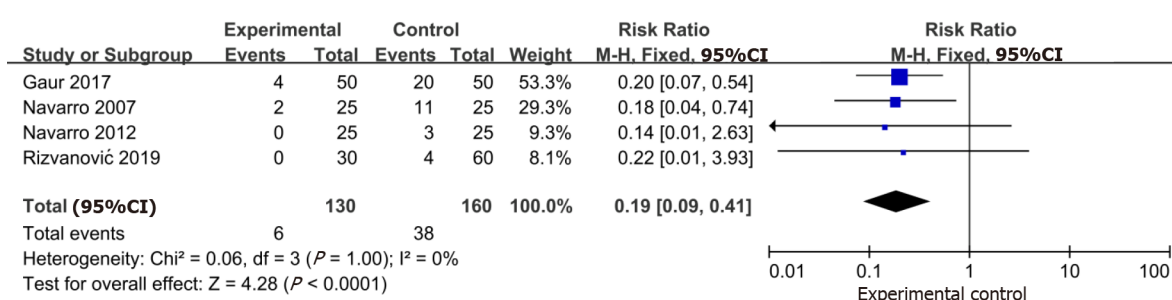 Experimental Control Risk Ratio Risk Ratio
Study or Subgroup Events Total Events Total Weight M-H, Fixed, 95%CI M-H, Fixed, 95%CI
Gaur 2017 4 50 20 50 53.3% 0.20 [0.07, 0.54]
Navarro 2007 2 25 11 25 29.3% 0.18 [0.04, 0.74]
Navarro 2012 0 25 3 25 9.3% 0.14 [0.01, 2.63]
Rizvanović 2019 0 30 4 60 8.1% 0.22 [0.01, 3.93]
Total (95%CI) 130 160 100.0% 0.19 [0.09, 0.41]
Total events 6 38
Heterogeneity: Chi² = 0.06, df = 3 (P = 1.00); I² = 0%
Test for overall effect: Z = 4.28 (P < 0.0001)
0.01 0.1 1 10 100
Experimental control